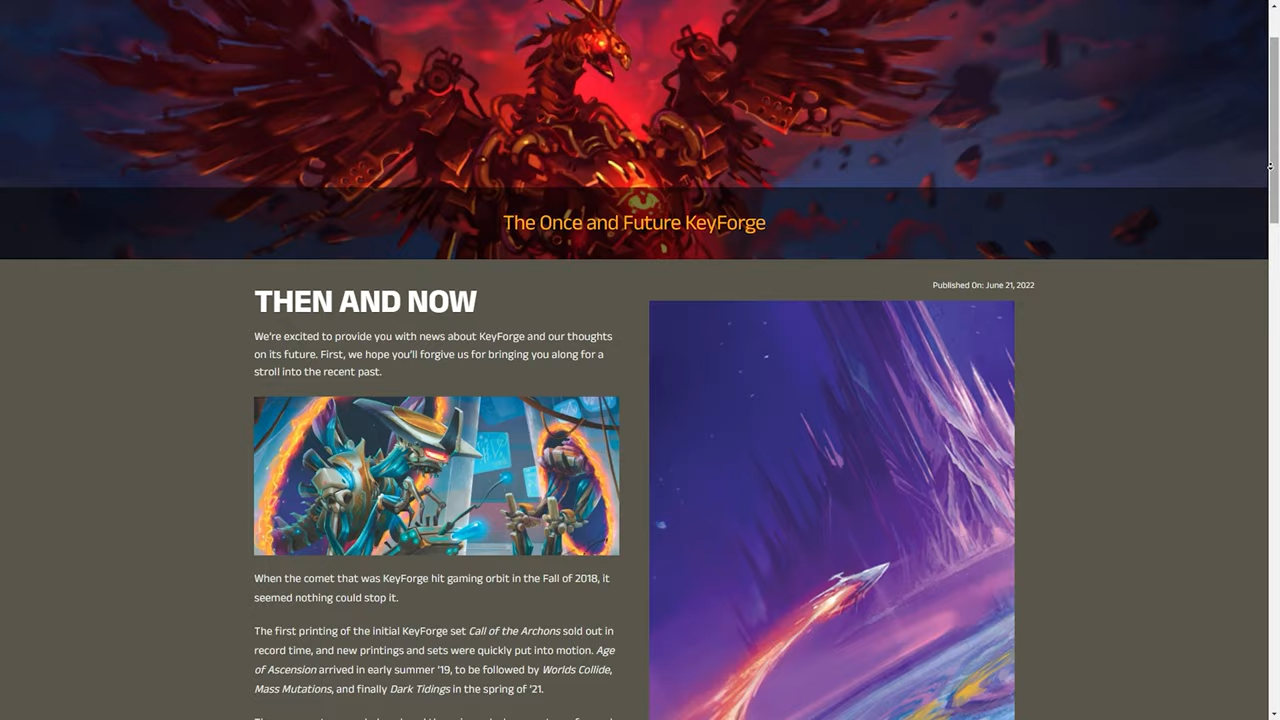 The Once and Future KeyForge
Published On: June 21, 2022
THEN AND NOW
We’re excited to provide you with news about KeyForge and our thoughts
on its future. First, we hope you’ll forgive us for bringing you along for a
stroll into the recent past.
When the comet that was KeyForge hit gaming orbit in the Fall of 2018, it
seemed nothing could stop it.
The first printing of the initial KeyForge set Call of the Archons sold out in
record time, and new printings and sets were quickly put into motion. Age
of Ascension arrived in early summer ’19, to be followed by Worlds Collide,
Mass Mutations, and finally Dark Tidings in the spring of ’21.